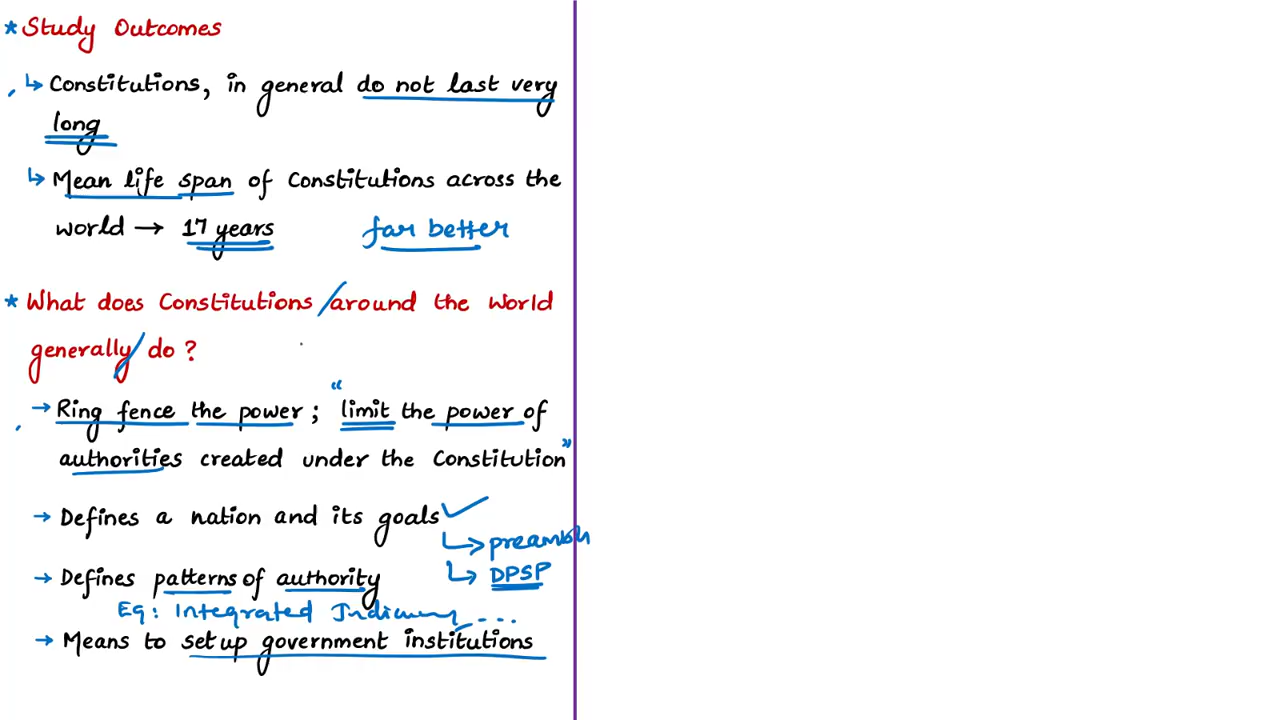 * Study Outcomes
↳ Constitutions, in general do not last very
long
↳ Mean life span of Constitutions across the
world → 17 years far better
* What does Constitutions / around the world
generally / do ?
→ Ring fence the power ; "limit the power of
authorities created under the Constitution"
→ Defines a nation and its goals ✓
↳ preamble
→ Defines patterns of authority ↳ DPSP
Eg: Integrated Judiciary ...
→ Means to set up government institutions